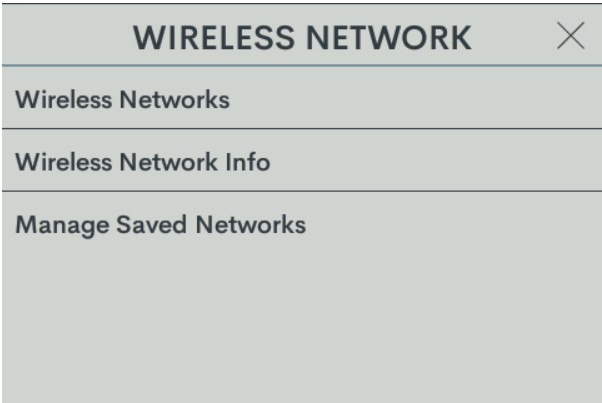 WIRELESS NETWORK
Wireless Networks
Wireless Network Info
Manage Saved Networks